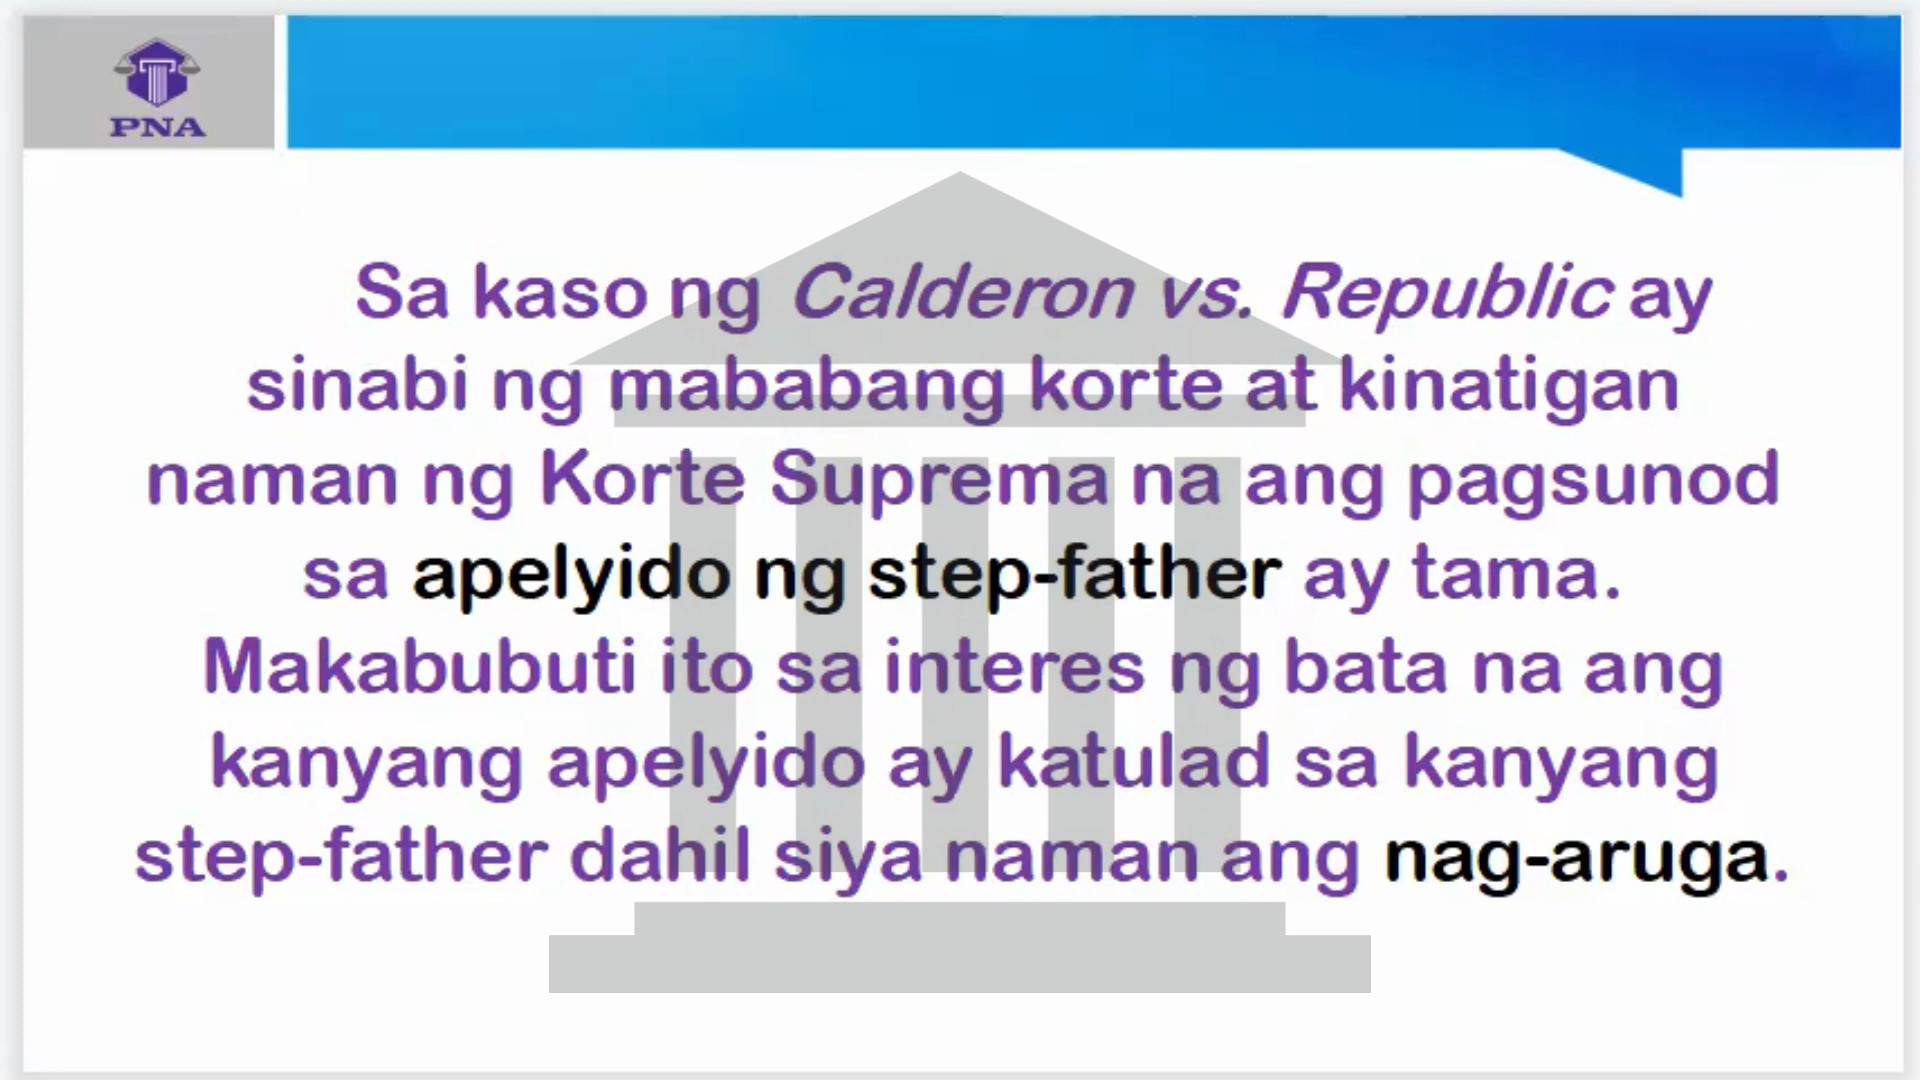 PNA
Sa kaso ng Calderon vs. Republic ay
sinabi ng mababang korte at kinatigan
naman ng Korte Suprema na ang pagsunod
sa apelyido ng step-father ay tama.
Makabubuti ito sa interes ng bata na ang
kanyang apelyido ay katulad sa kanyang
step-father dahil siya naman ang nag-aruga.